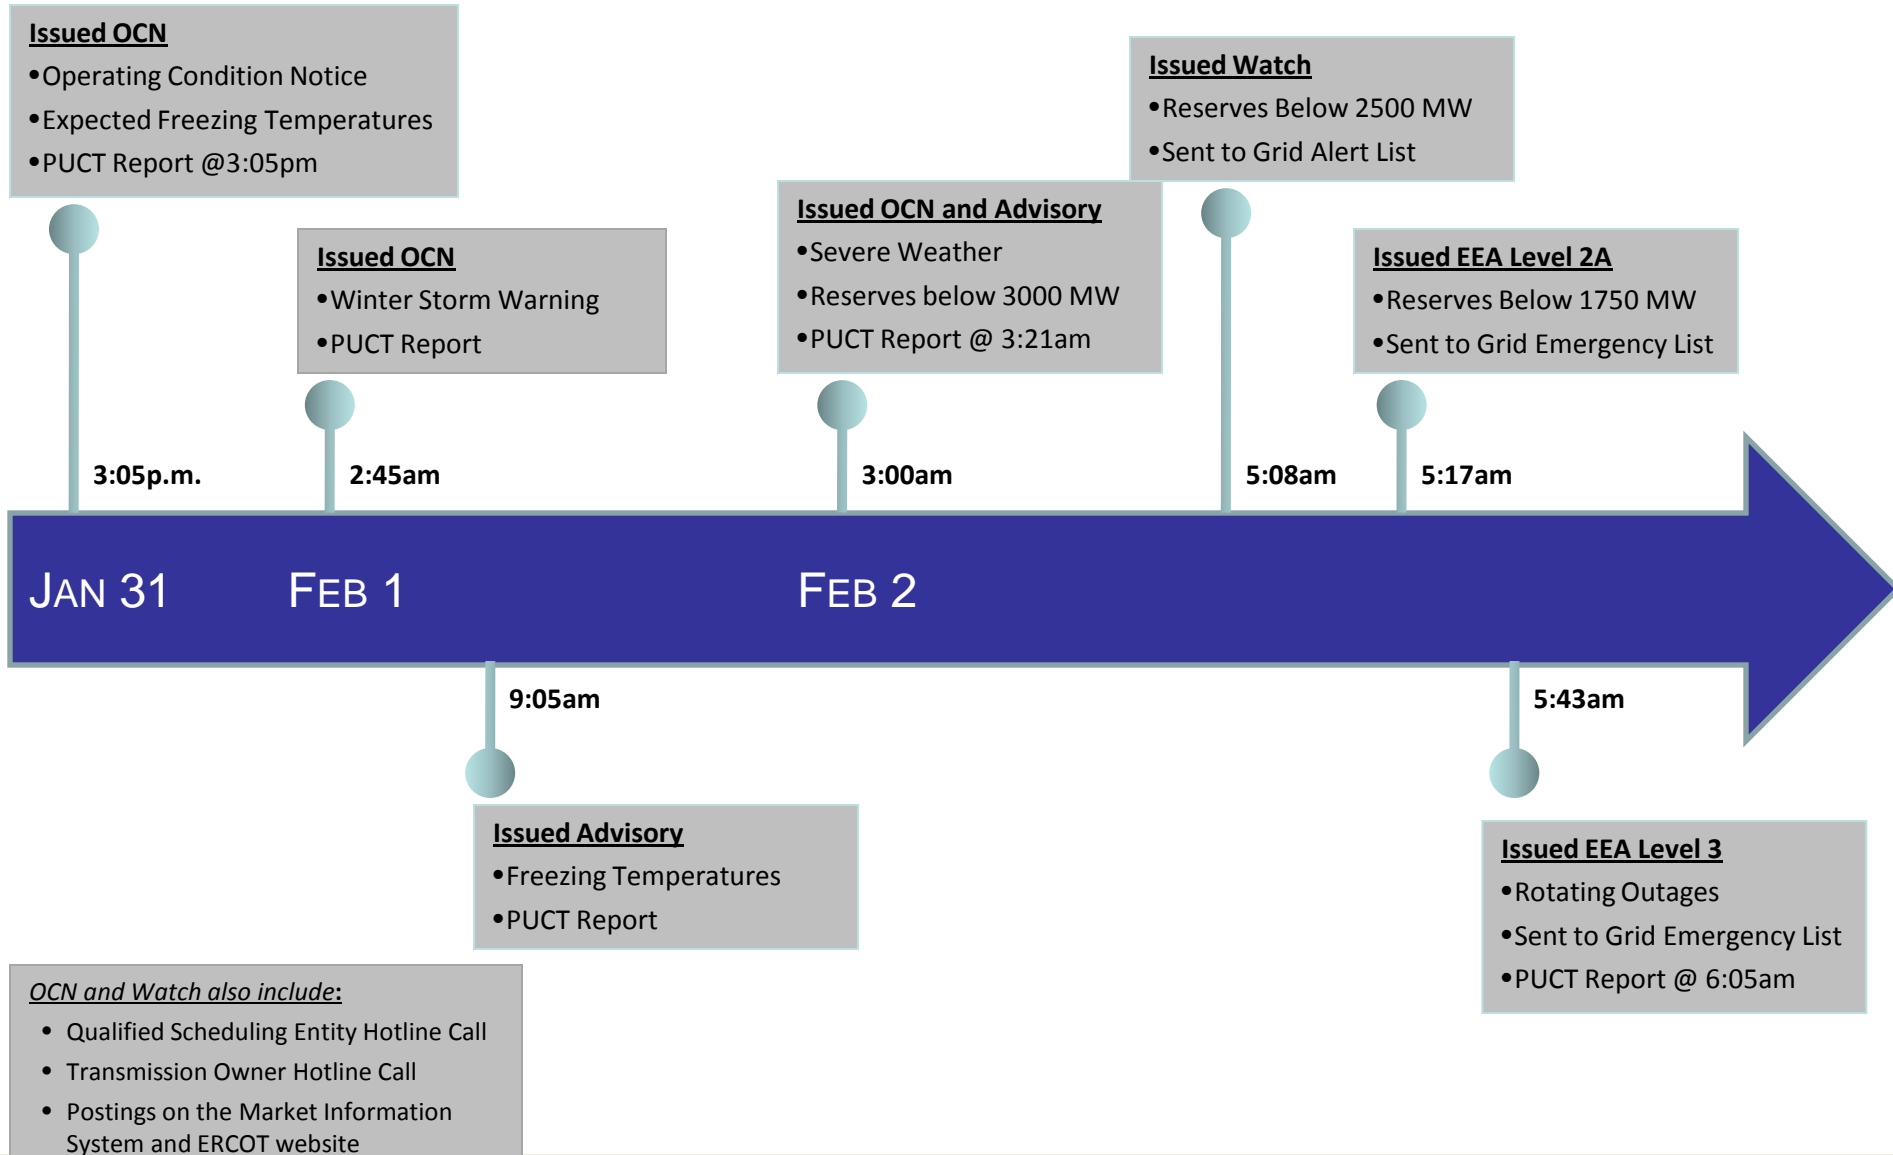 Issued OCN
•Operating Condition Notice
•Expected Freezing Temperatures
•PUCT Report @3:05pm
Issued OCN
•Winter Storm Warning
•PUCT Report
Issued OCN and Advisory
•Severe Weather
•Reserves below 3000 MW
•PUCT Report @ 3:21am
Issued Watch
•Reserves Below 2500 MW
•Sent to Grid Alert List
Issued EEA Level 2A
•Reserves Below 1750 MW
•Sent to Grid Emergency List
3:05p.m.
2:45am
3:00am
5:08am
5:17am
JAN 31
FEB 1
FEB 2
9:05am
5:43am
Issued Advisory
•Freezing Temperatures
•PUCT Report
Issued EEA Level 3
•Rotating Outages
•Sent to Grid Emergency List
•PUCT Report @ 6:05am
OCN and Watch also include:
• Qualified Scheduling Entity Hotline Call
• Transmission Owner Hotline Call
• Postings on the Market Information
System and ERCOT website